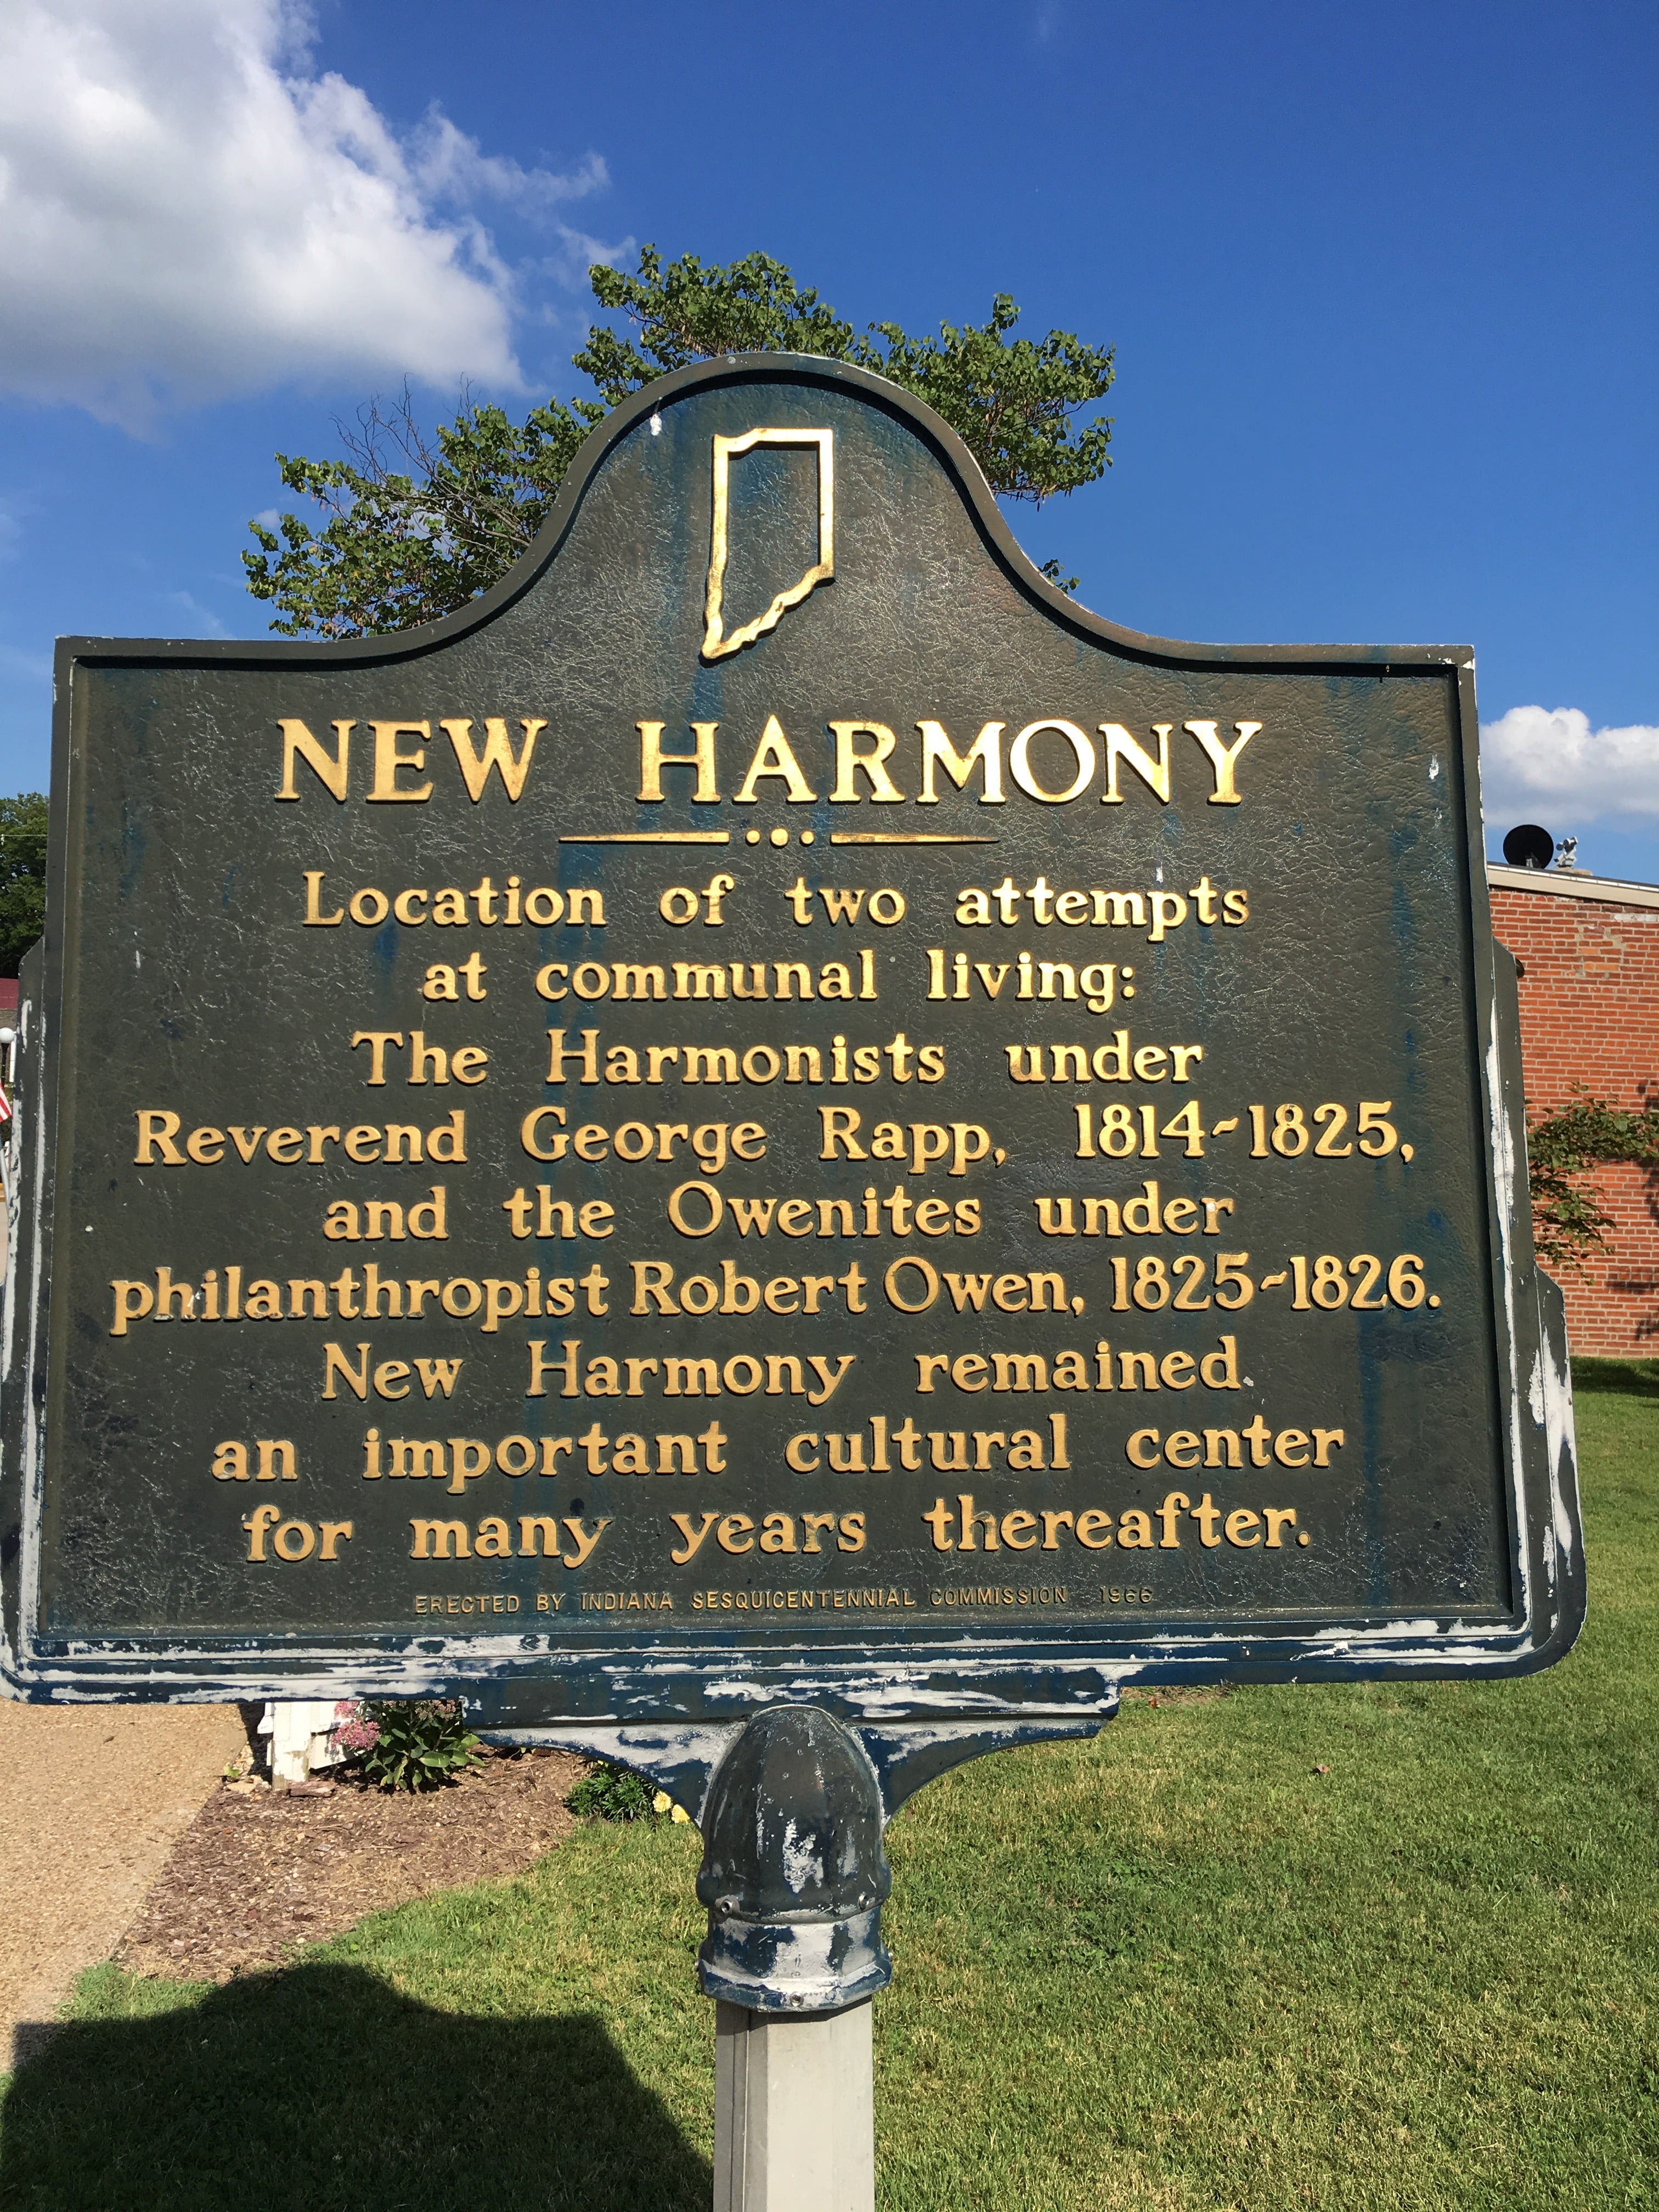 NEW HARMONY
Location of two attempts
at communal living:
The Harmonists under
Reverend George Rapp, 1814-1825,
and the Owenites under
philanthropist Robert Owen, 1825-1826.
New Harmony remained
an important cultural center
for many years thereafter.
ERECTED BY INDIANA SESQUICENTENNIAL COMMISSION 1966